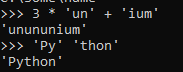 >>> 3 * 'un' + 'ium'
'unununium'
>>> 'Py' 'thon'
'Python'